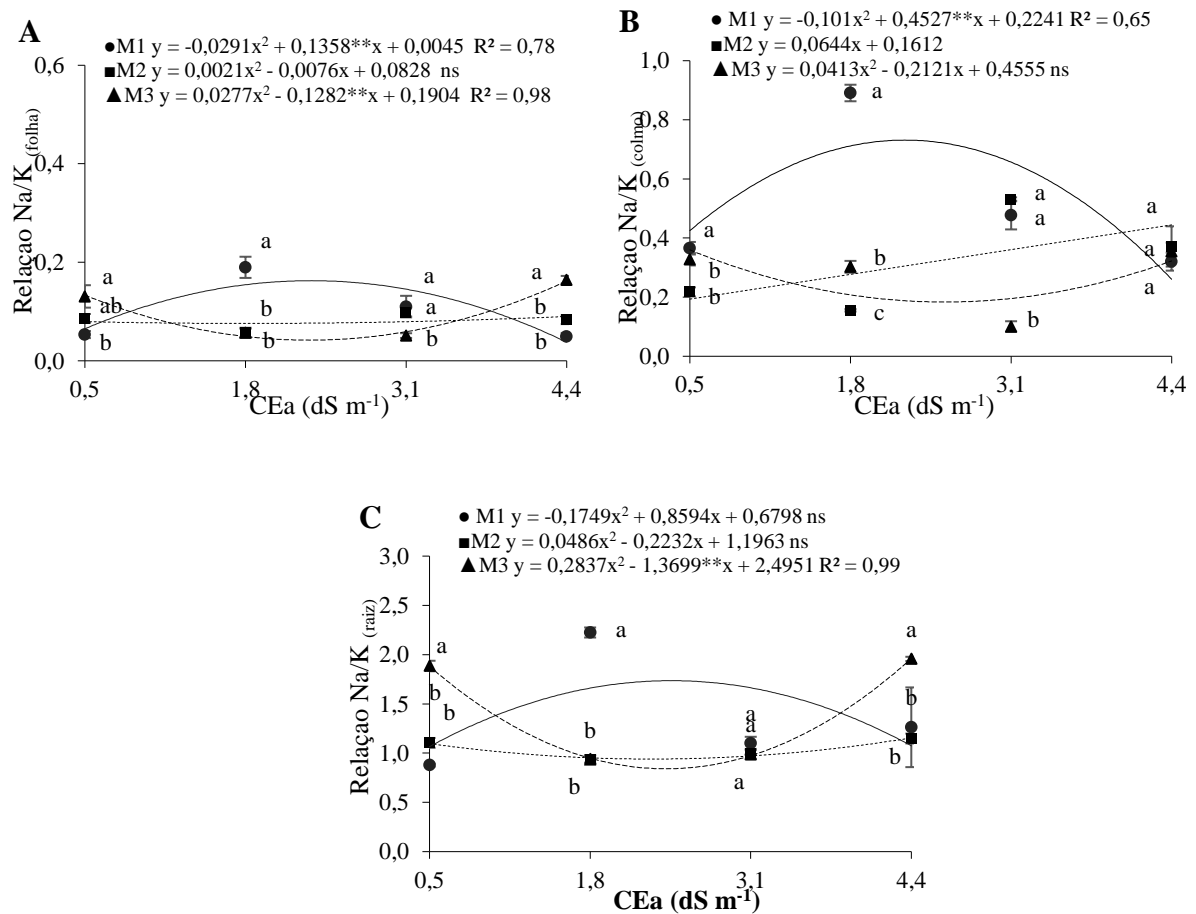 A
M1 y = -0,0291x² + 0,1358**x + 0,0045 R² = 0,78
M2 y = 0,0021x² - 0,0076x + 0,0828 ns
M3 y = 0,0277x² - 0,1282**x + 0,1904 R² = 0,98
Relaçao Na/K (folha)
0,6
0,4
0,2
0,0
a
ab
b
a
b
b
a
a
b
a
b
b
0,5
1,8
3,1
4,4
CEa (dS m⁻¹)
B
M1 y = -0,101x² + 0,4527**x + 0,2241 R² = 0,65
M2 y = 0,0644x + 0,1612
M3 y = 0,0413x² - 0,2121x + 0,4555 ns
Relaçao Na/K (colmo)
1,0
0,8
0,6
0,4
0,2
0,0
a
b
b
a
b
c
a
a
b
a
a
a
0,5
1,8
3,1
4,4
CEa (dS m⁻¹)
C
M1 y = -0,1749x² + 0,8594x + 0,6798 ns
M2 y = 0,0486x² - 0,2232x + 1,1963 ns
M3 y = 0,2837x² - 1,3699**x + 2,4951 R² = 0,99
Relaçao Na/K (raiz)
3,0
2,5
2,0
1,5
1,0
0,5
0,0
a
b
b
a
b
b
a
a
a
a
b
b
0,5
1,8
3,1
4,4
CEa (dS m⁻¹)